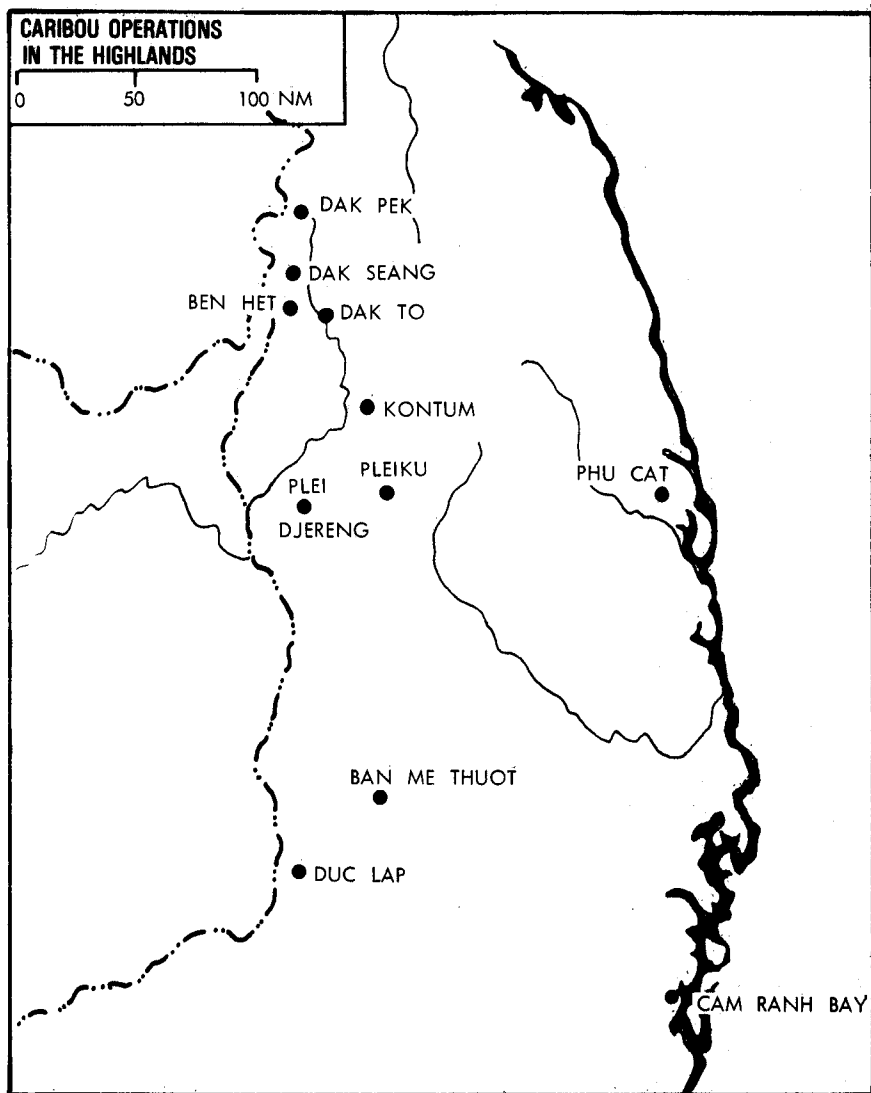 CARIBOU OPERATIONS
IN THE HIGHLANDS
0 50 100 NM
DAK PEK
DAK SEANG
BEN HET
DAK TO
KONTUM
PLEIKU
PHU CAT
PLEI
DJERENG
BAN ME THUOT
DUC LAP
CAM RANH BAY